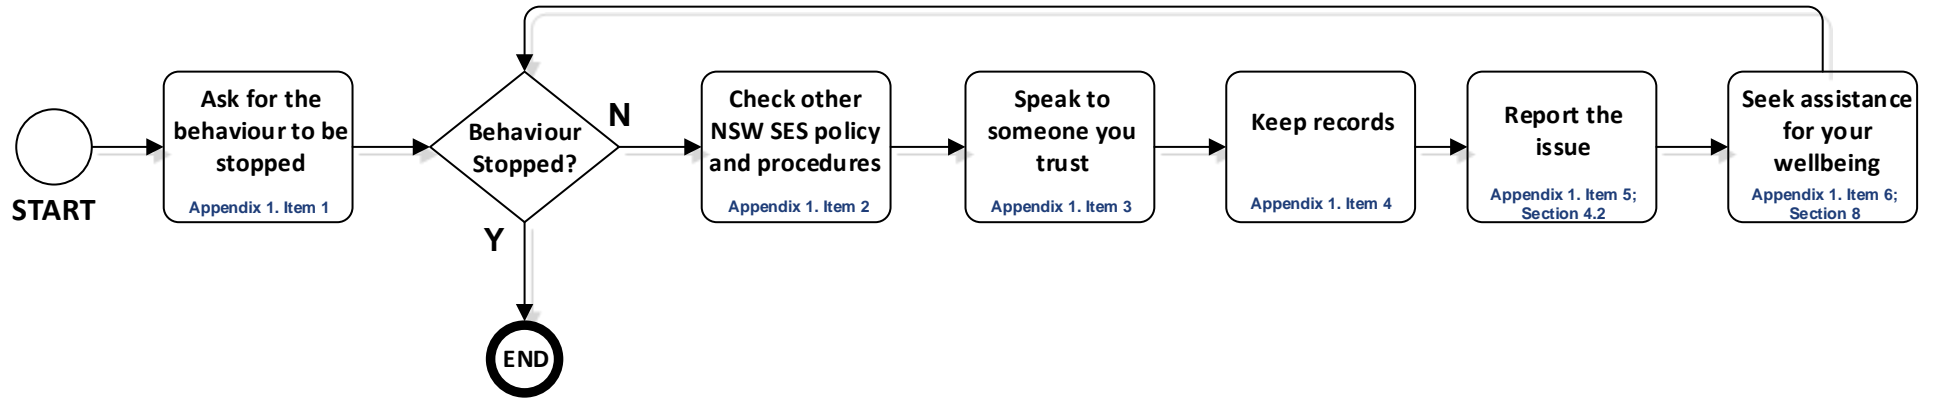 START
Ask for the
behaviour to be
stopped
Appendix 1. Item 1
Behaviour
Stopped?
N
Y
END
Check other
NSW SES policy
and procedures
Appendix 1. Item 2
Speak to
someone you
trust
Appendix 1. Item 3
Keep records
Appendix 1. Item 4
Report the
issue
Appendix 1. Item 5;
Section 4.2
Seek assistance
for your
wellbeing
Appendix 1. Item 6;
Section 8